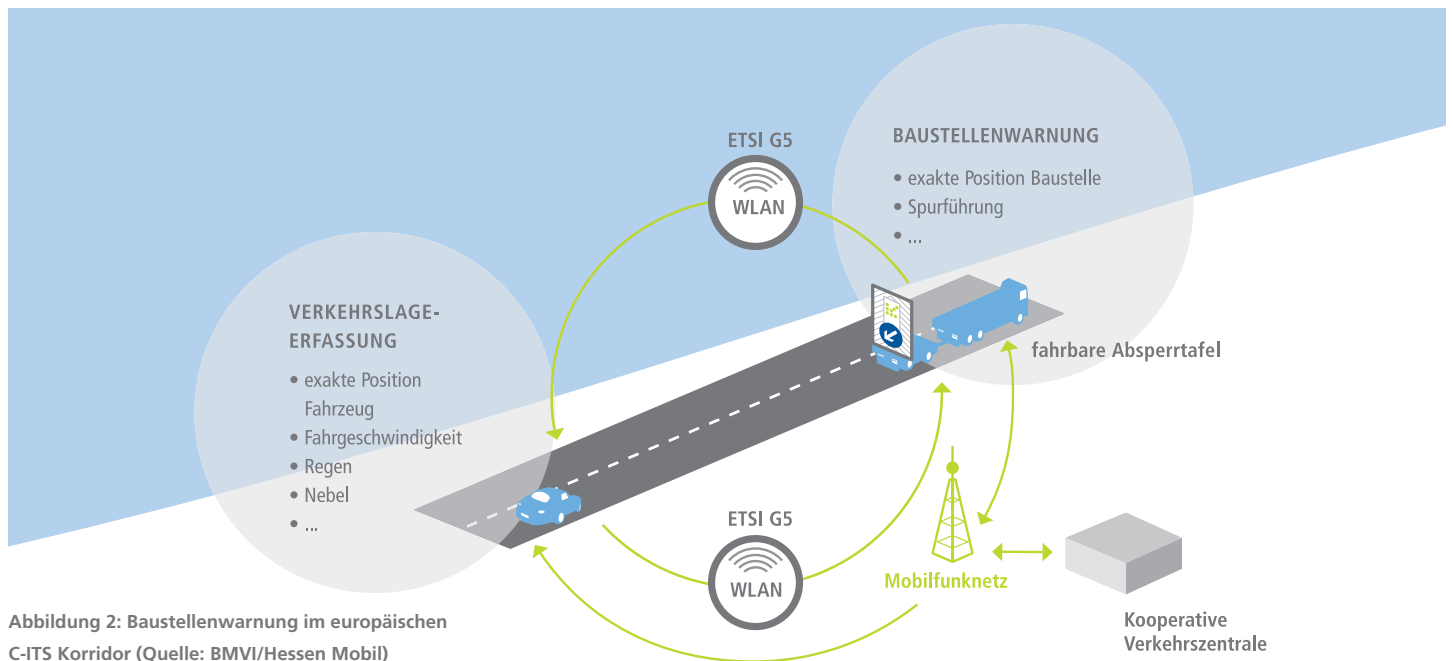 ETSI G5
WLAN
BAUSTELLENWARNUNG
• exakte Position Baustelle
• Spurführung
• ...
VERKEHRSLAGE-
ERFASSUNG
• exakte Position
Fahrzeug
• Fahrgeschwindigkeit
• Regen
• Nebel
• ...
fahrbare Absperrtafel
ETSI G5
WLAN
Mobilfunknetz
Kooperative
Verkehrszentrale
Abbildung 2: Baustellenwarnung im europäischen
C-ITS Korridor (Quelle: BMVI/Hessen Mobil)